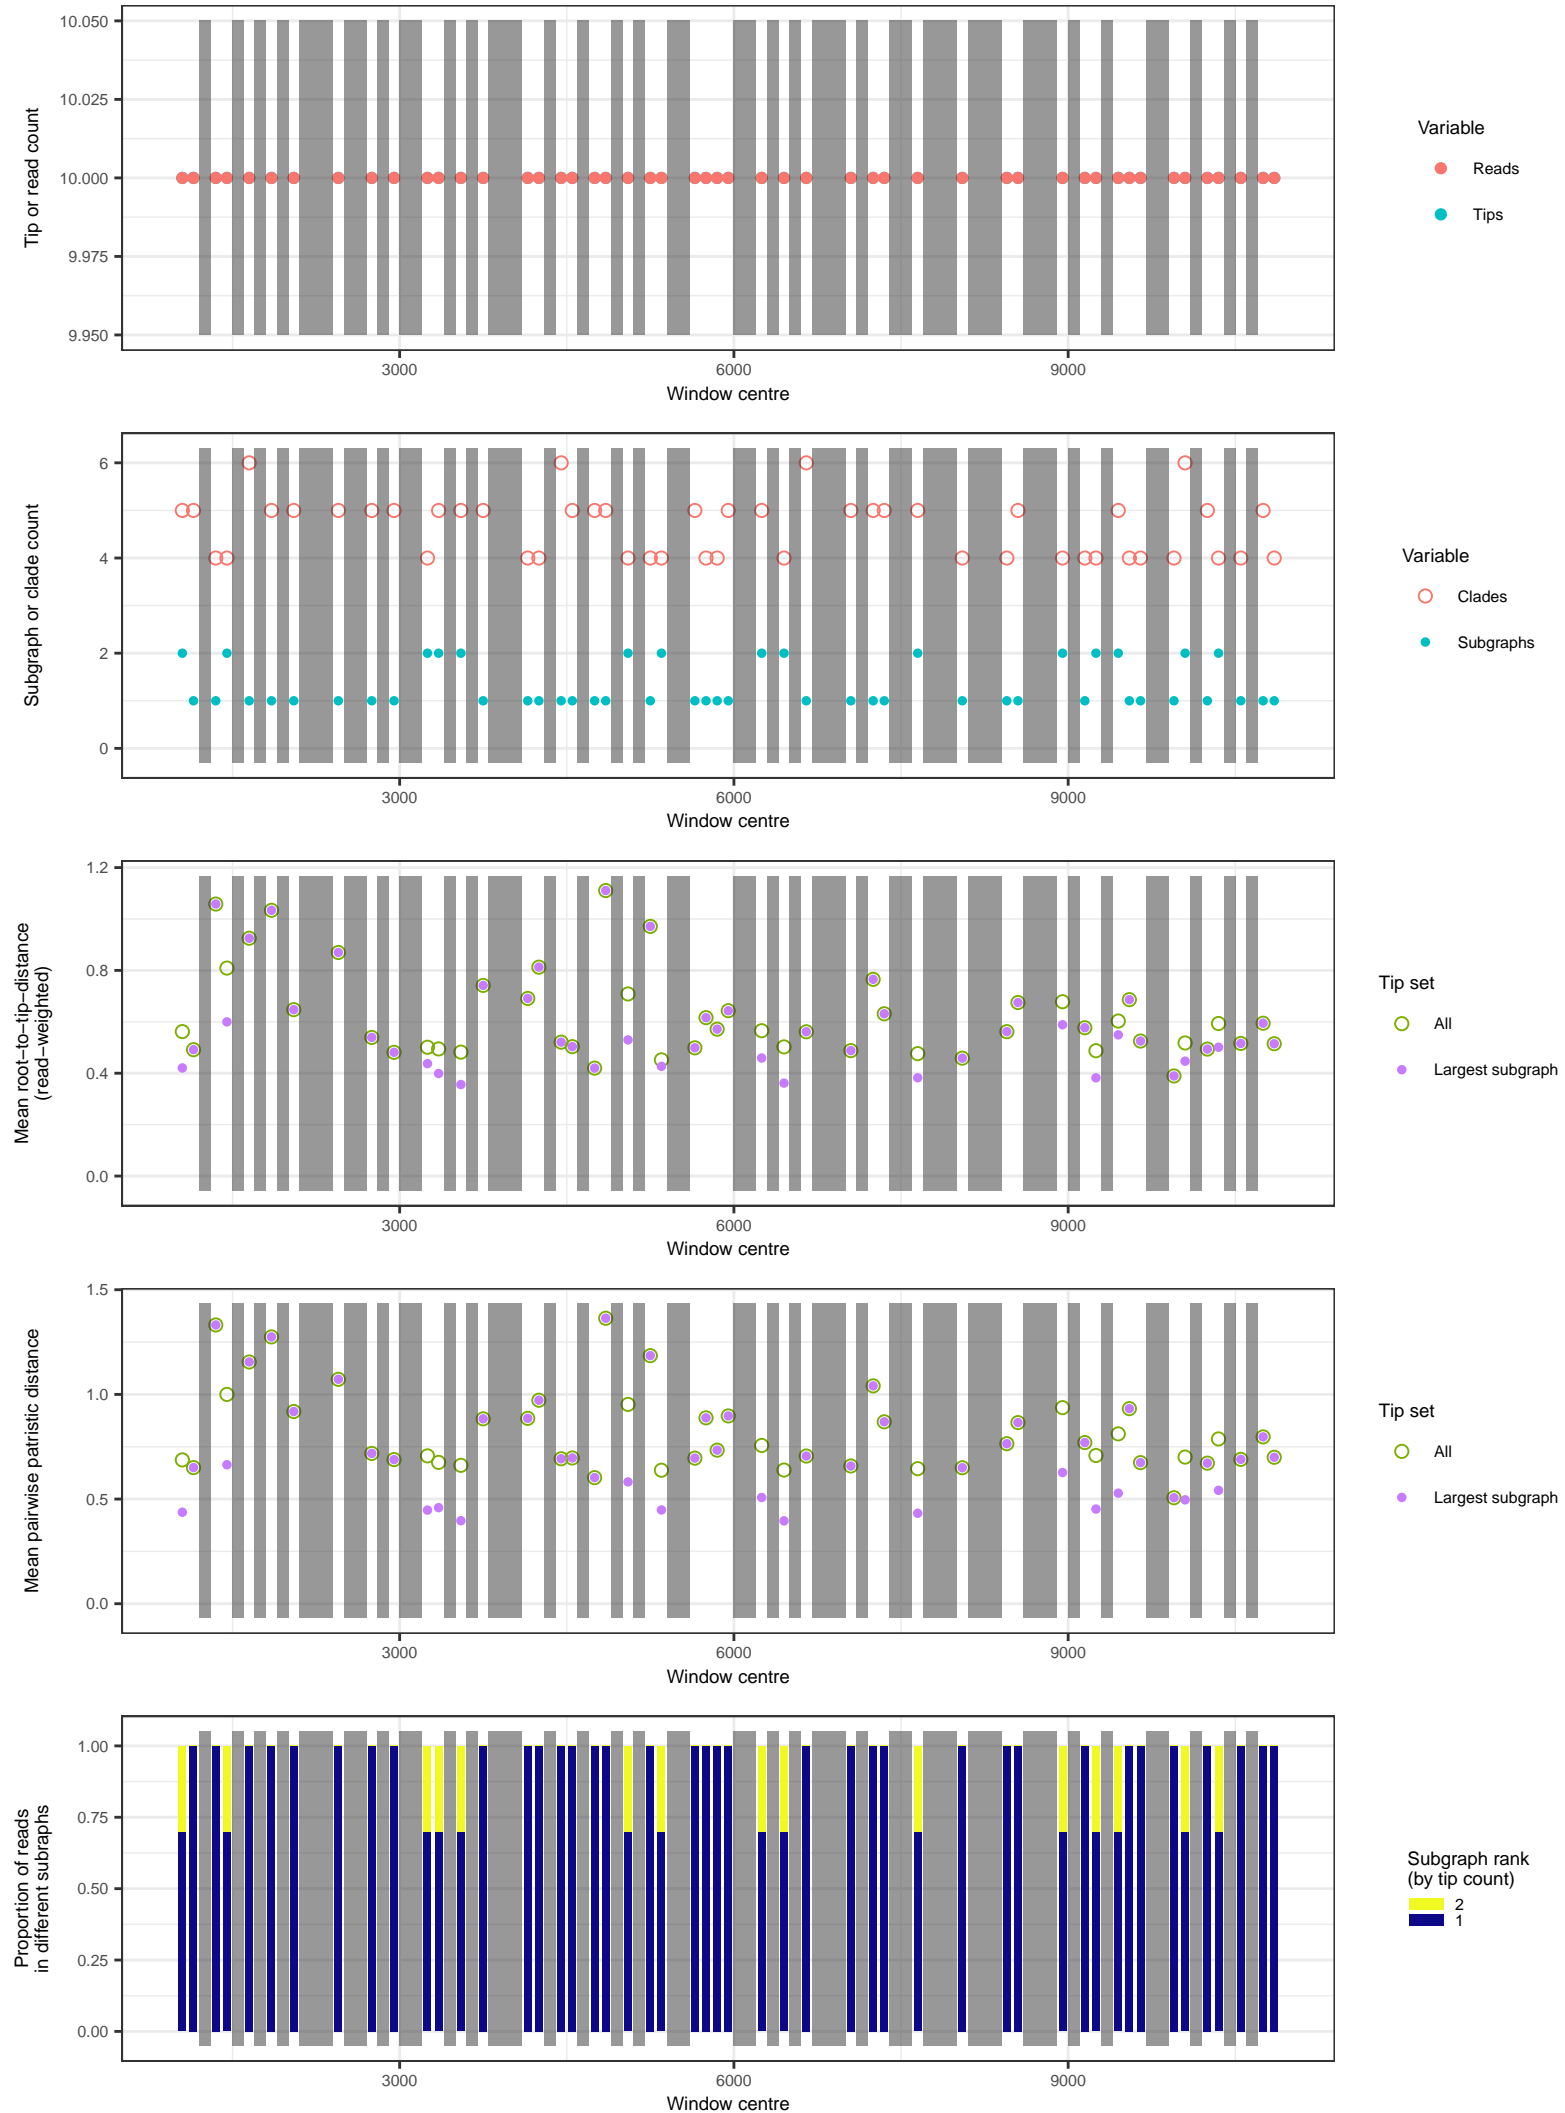 10.050
10.025
10.000
9.975
9.950
Tip or read count
3000
6000
9000
Window centre
Variable
Reads
Tips
6
4
2
0
Subgraph or clade count
3000
6000
9000
Window centre
Variable
Clades
Subgraphs
1.2
0.8
0.4
0.0
Mean root−to−tip−distance
(read−weighted)
3000
6000
9000
Window centre
Tip set
All
Largest subgraph
1.5
1.0
0.5
0.0
Mean pairwise patristic distance
3000
6000
9000
Window centre
Tip set
All
Largest subgraph
1.00
0.75
0.50
0.25
0.00
Proportion of reads
in different subraphs
3000
6000
9000
Window centre
Subgraph rank
(by tip count)
2
1